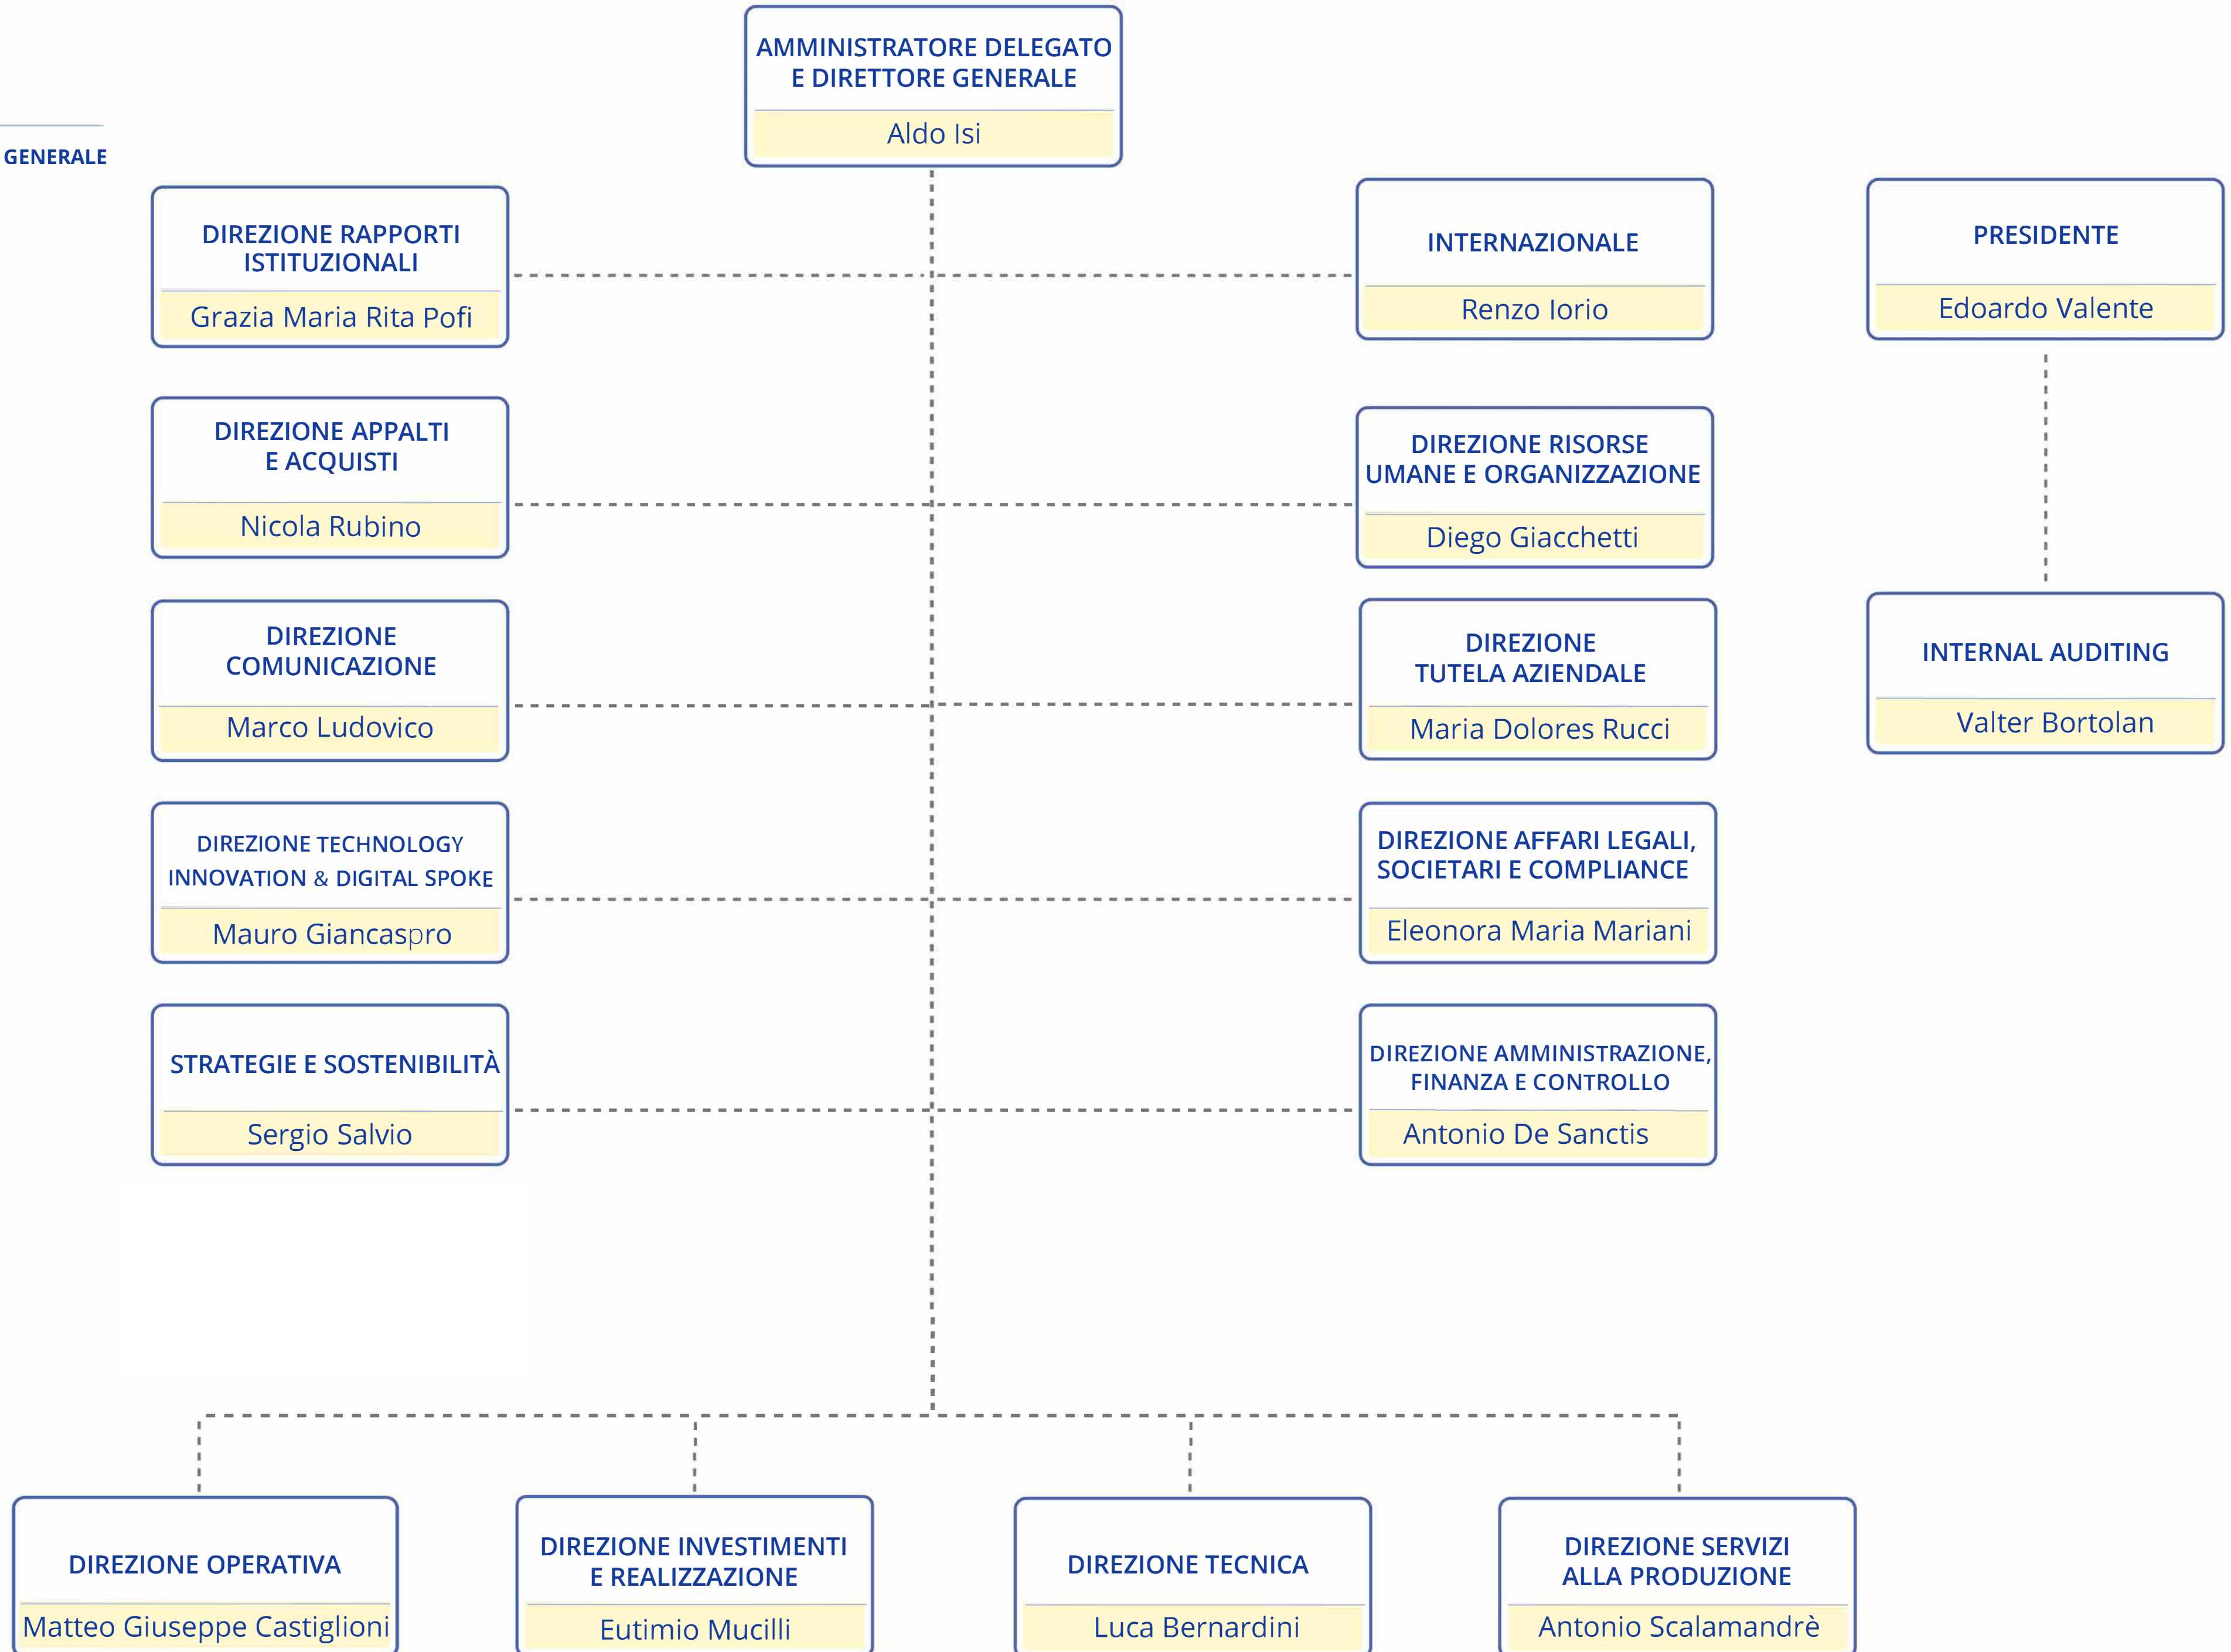 AMMINISTRATORE DELEGATO
E DIRETTORE GENERALE
Aldo Isi
GENERALE
DIREZIONE RAPPORTI
ISTITUZIONALI
Grazia Maria Rita Pofi
INTERNAZIONALE
Renzo Iorio
PRESIDENTE
Edoardo Valente
DIREZIONE APPALTI
E ACQUISTI
Nicola Rubino
DIREZIONE RISORSE
UMANE E ORGANIZZAZIONE
Diego Giacchetti
DIREZIONE
COMUNICAZIONE
Marco Ludovico
DIREZIONE
TUTELA AZIENDALE
Maria Dolores Rucci
INTERNAL AUDITING
Valter Bortolan
DIREZIONE TECHNOLOGY
INNOVATION & DIGITAL SPOKE
Mauro Giancaspro
DIREZIONE AFFARI LEGALI,
SOCIETARI E COMPLIANCE
Eleonora Maria Mariani
STRATEGIE E SOSTENIBILITÀ
Sergio Salvio
DIREZIONE AMMINISTRAZIONE,
FINANZA E CONTROLLO
Antonio De Sanctis
DIREZIONE OPERATIVA
Matteo Giuseppe Castiglioni
DIREZIONE INVESTIMENTI
E REALIZZAZIONE
Eutimio Mucilli
DIREZIONE TECNICA
Luca Bernardini
DIREZIONE SERVIZI
ALLA PRODUZIONE
Antonio Scalamandrè